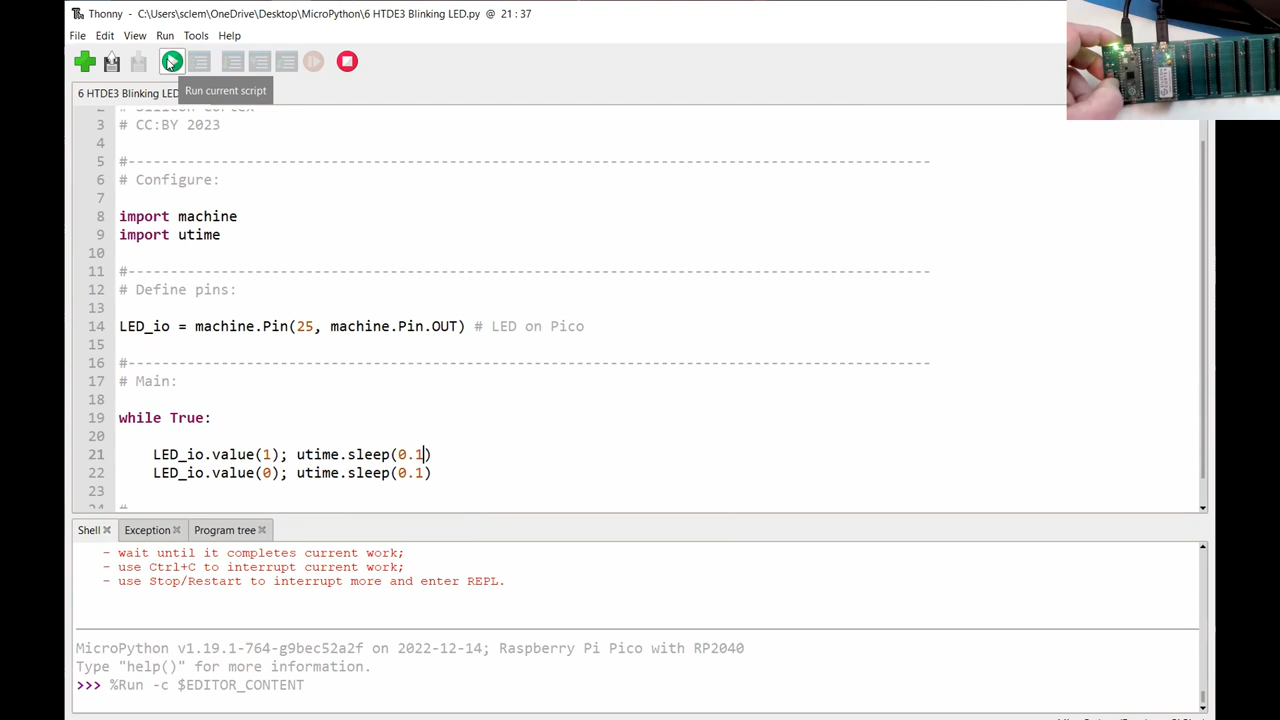 Thonny - C:\Users\sclem\OneDrive\Desktop\MicroPython\6 HTDE3 Blinking LED.py @ 21 : 37
File Edit View Run Tools Help
6 HTDE3 Blinking LED
Run current script
2 # Silicon Cortex
3 # CC:BY 2023
4
5 #-----------------------------------------------------------------------------------------------
6 # Configure:
7
8 import machine
9 import utime
10
11 #-----------------------------------------------------------------------------------------------
12 # Define pins:
13
14 LED_io = machine.Pin(25, machine.Pin.OUT) # LED on Pico
15
16 #-----------------------------------------------------------------------------------------------
17 # Main:
18
19 while True:
20
21 LED_io.value(1); utime.sleep(0.1)
22 LED_io.value(0); utime.sleep(0.1)
23
24 #
Shell Exception Program tree
- wait until it completes current work;
- use Ctrl+C to interrupt current work;
- use Stop/Restart to interrupt more and enter REPL.
MicroPython v1.19.1-764-g9bec52a2f on 2022-12-14; Raspberry Pi Pico with RP2040
Type "help()" for more information.
>>> %Run -c $EDITOR_CONTENT